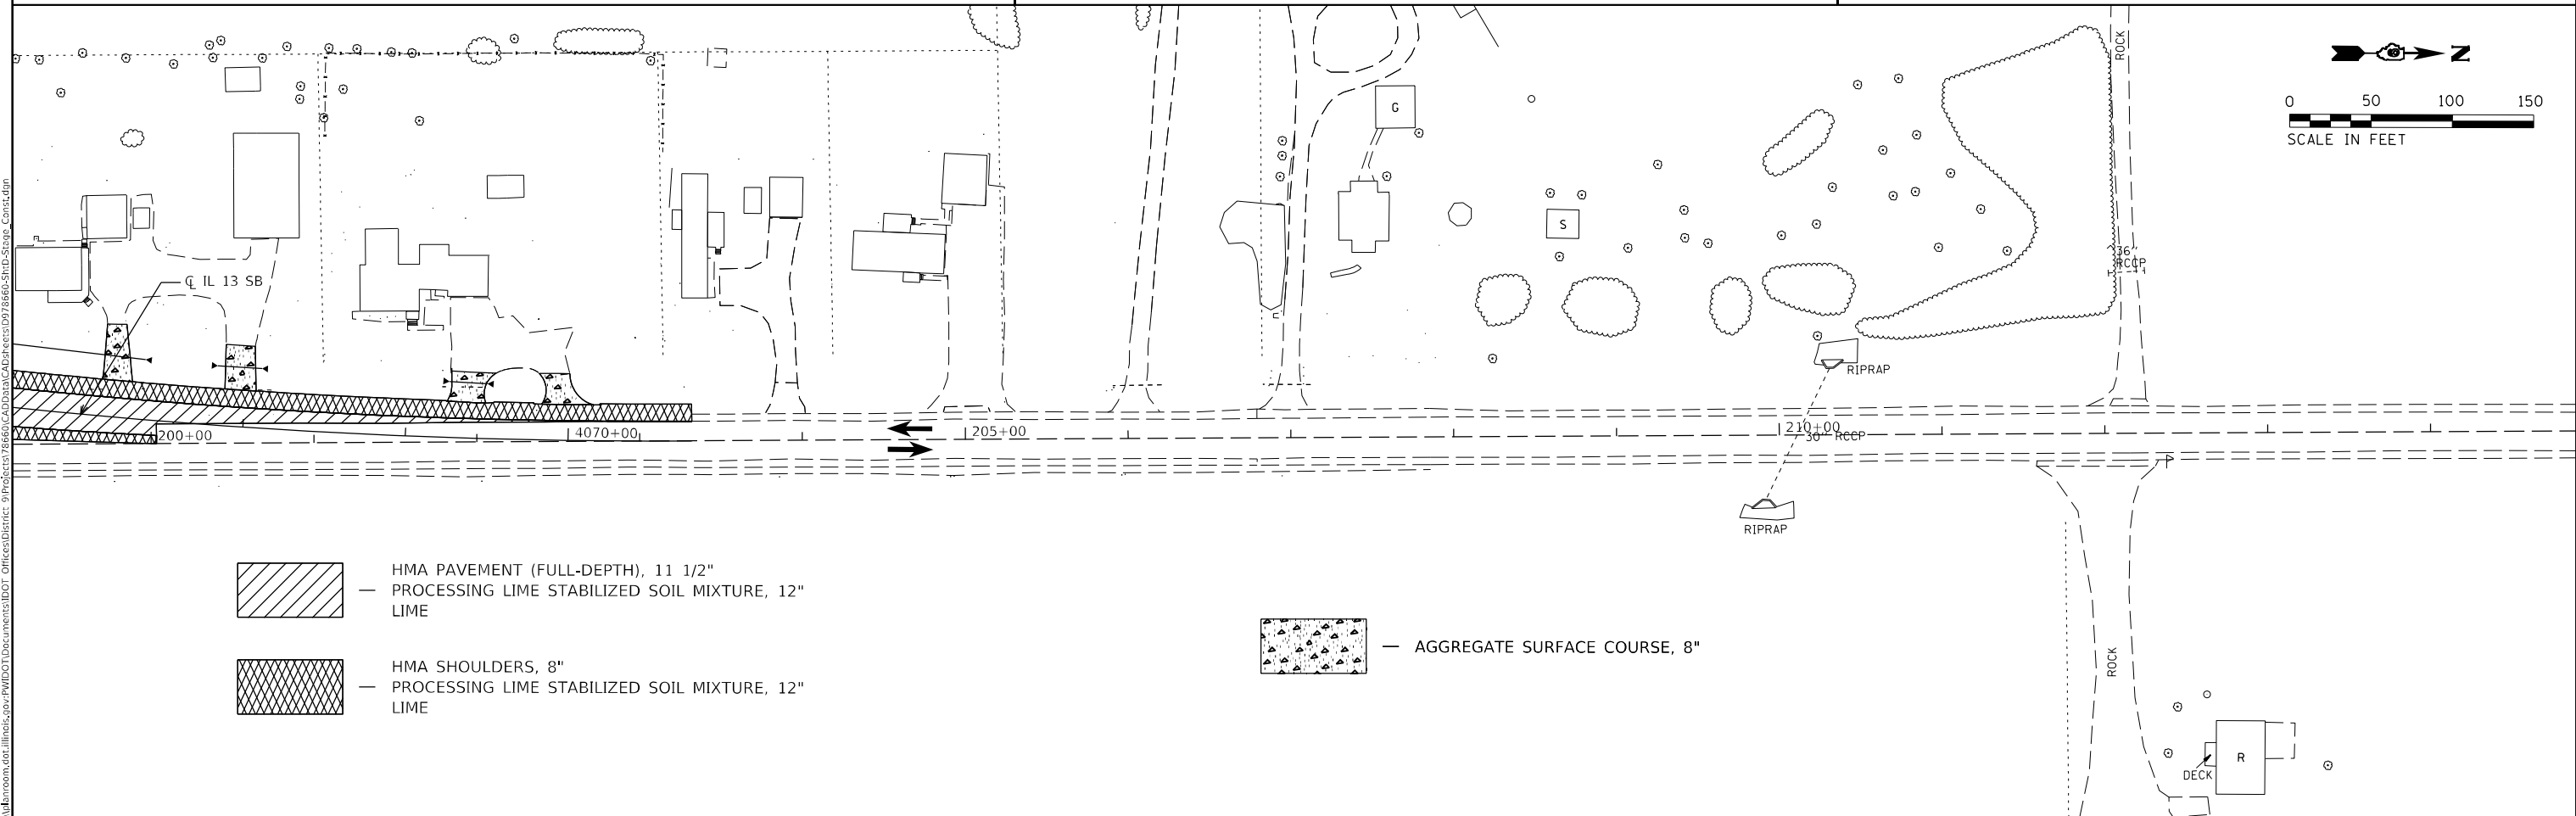 ROCK
N
0 50 100 150
SCALE IN FEET
G
S
36" RCCP
℄ IL 13 SB
RIPRAP
200+00
4070+00
205+00
210+00
30" RCCP
RIPRAP
HMA PAVEMENT (FULL-DEPTH), 11 1/2"
PROCESSING LIME STABILIZED SOIL MIXTURE, 12"
LIME
HMA SHOULDERS, 8"
PROCESSING LIME STABILIZED SOIL MIXTURE, 12"
LIME
AGGREGATE SURFACE COURSE, 8"
ROCK
P
R
DECK